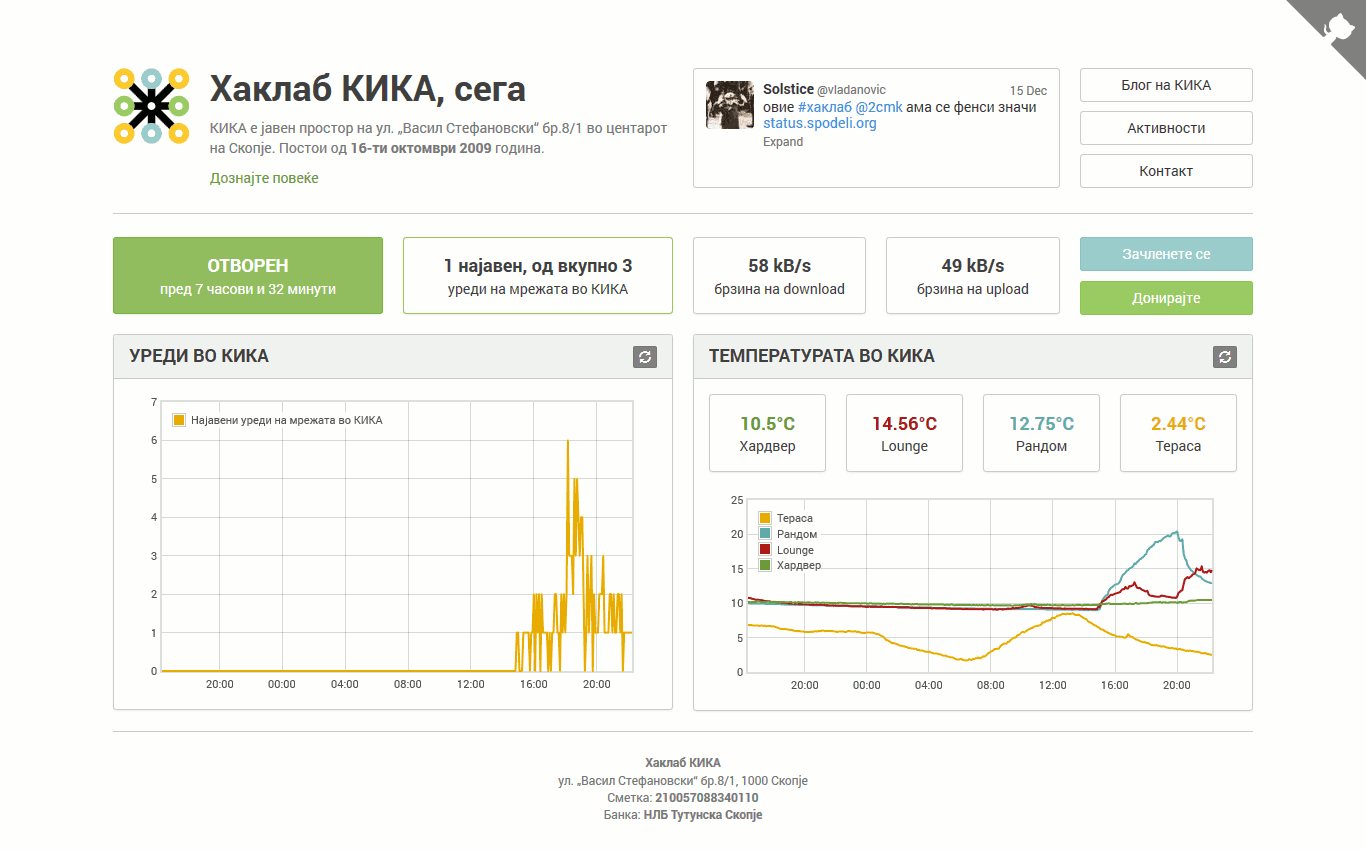 Хаклаб КИКА, сега
КИКА е јавен простор на ул. „Васил Стефановски“ бр.8/1 во центарот
на Скопје. Постои од 16-ти октомври 2009 година.
Дознајте повеќе
Solstice @vladanovic 15 Dec
овие #хаклаб @2cmk ама се фенси значи
status.spodeli.org
Expand
Блог на КИКА
Активности
Контакт
ОТВОРЕН
пред 7 часови и 32 минути
1 најавен, од вкупно 3
уреди на мрежата во КИКА
58 kB/s
брзина на download
49 kB/s
брзина на upload
Зачленете се
Донирајте
УРЕДИ ВО КИКА
Најавени уреди на мрежата во КИКА
7
6
5
4
3
2
1
0
20:00 00:00 04:00 08:00 12:00 16:00 20:00
ТЕМПЕРАТУРАТА ВО КИКА
10.5°C
Хардвер
14.56°C
Lounge
12.75°C
Рандом
2.44°C
Тераса
Тераса
Рандом
Lounge
Хардвер
25
20
15
10
5
0
20:00 00:00 04:00 08:00 12:00 16:00 20:00
Хаклаб КИКА
ул. „Васил Стефановски“ бр.8/1, 1000 Скопје
Сметка: 210057088340110
Банка: НЛБ Тутунска Скопје